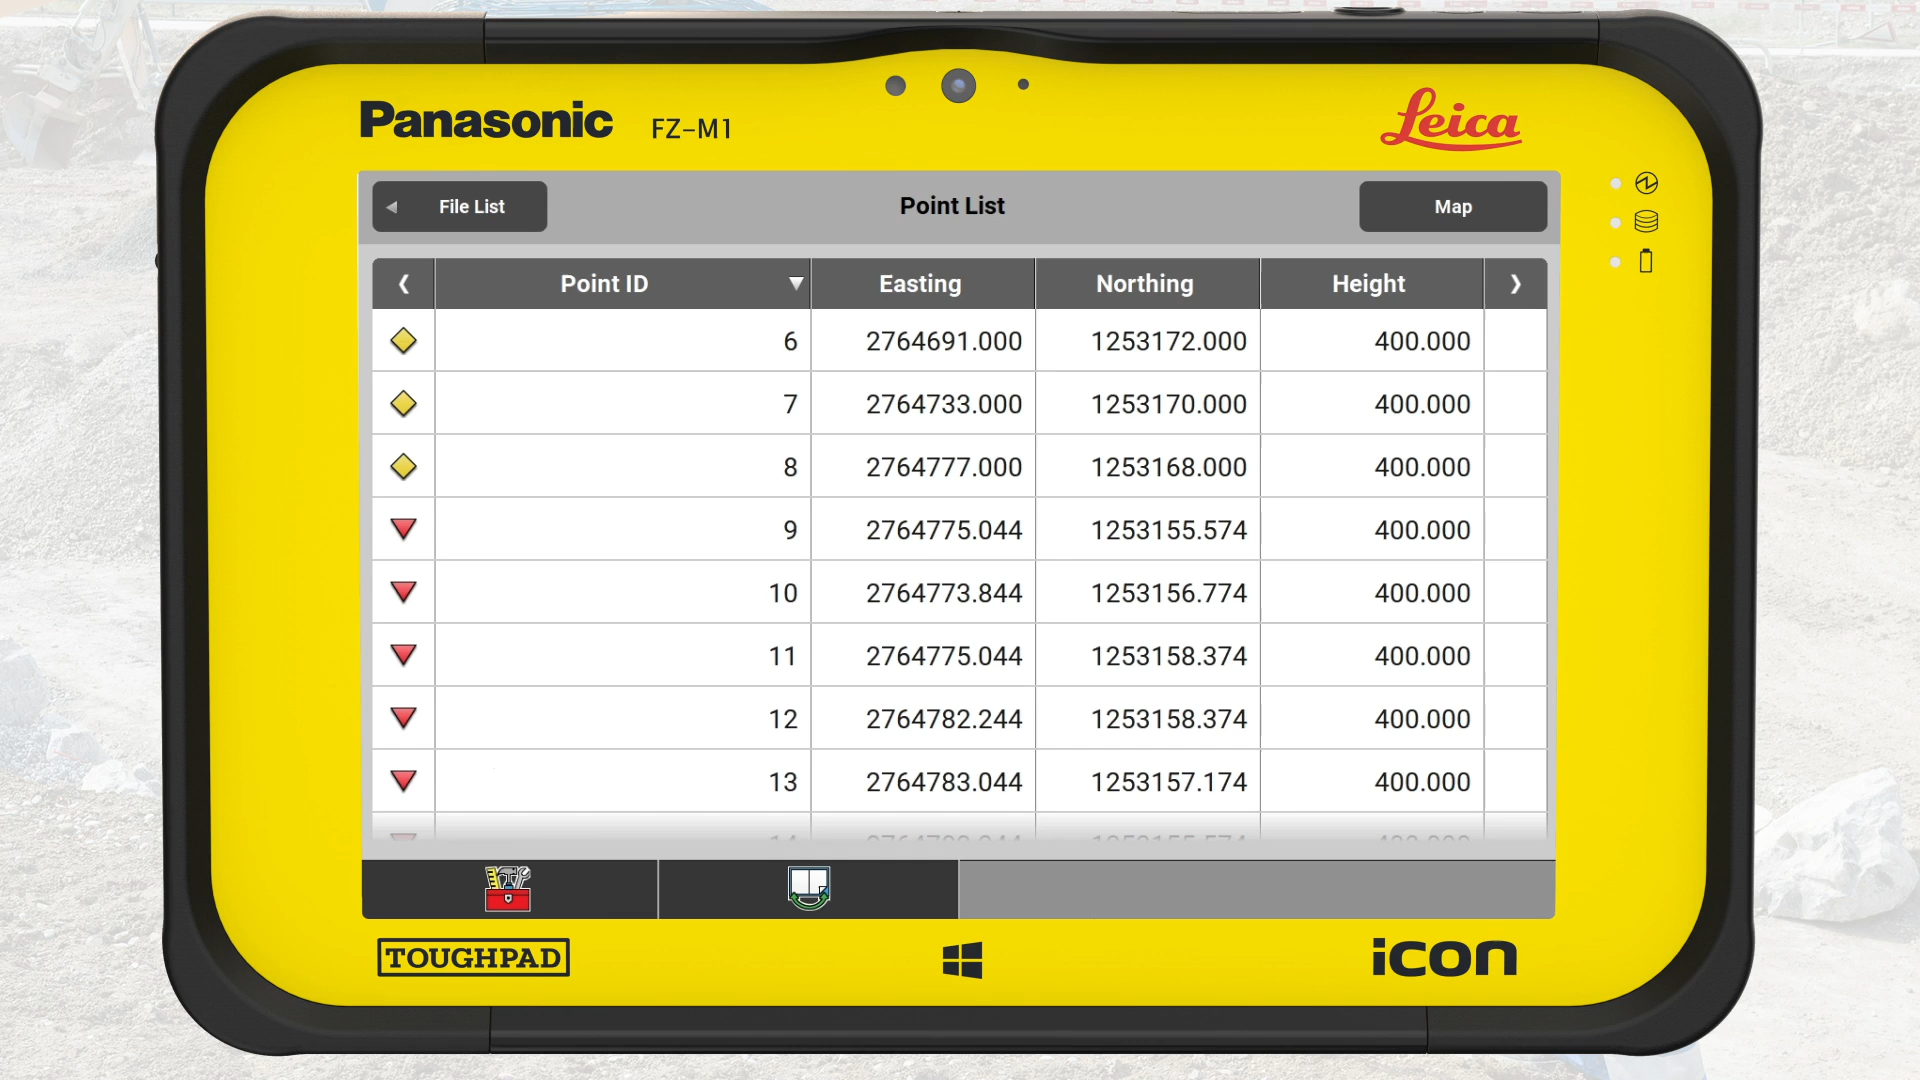 Panasonic FZ-M1 Leica
File List Point List Map
Point ID Easting Northing Height
6 2764691.000 1253172.000 400.000
7 2764733.000 1253170.000 400.000
8 2764777.000 1253168.000 400.000
9 2764775.044 1253155.574 400.000
10 2764773.844 1253156.774 400.000
11 2764775.044 1253158.374 400.000
12 2764782.244 1253158.374 400.000
13 2764783.044 1253157.174 400.000
TOUGHPAD icon